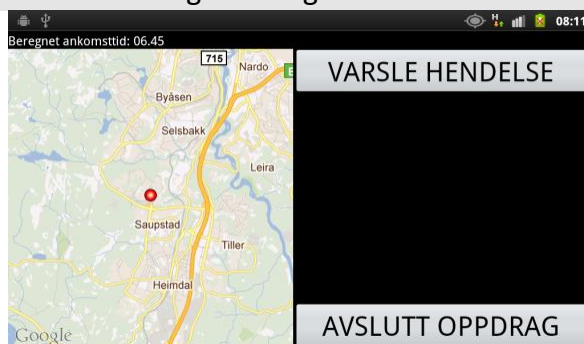 08:11
Beregnet ankomsttid: 06.45
715
Nardo
Byåsen
Selsbakk
Leira
Saupstad
Tiller
Heimdal
Google
VARSLE HENDELSE
AVSLUTT OPPDRAG